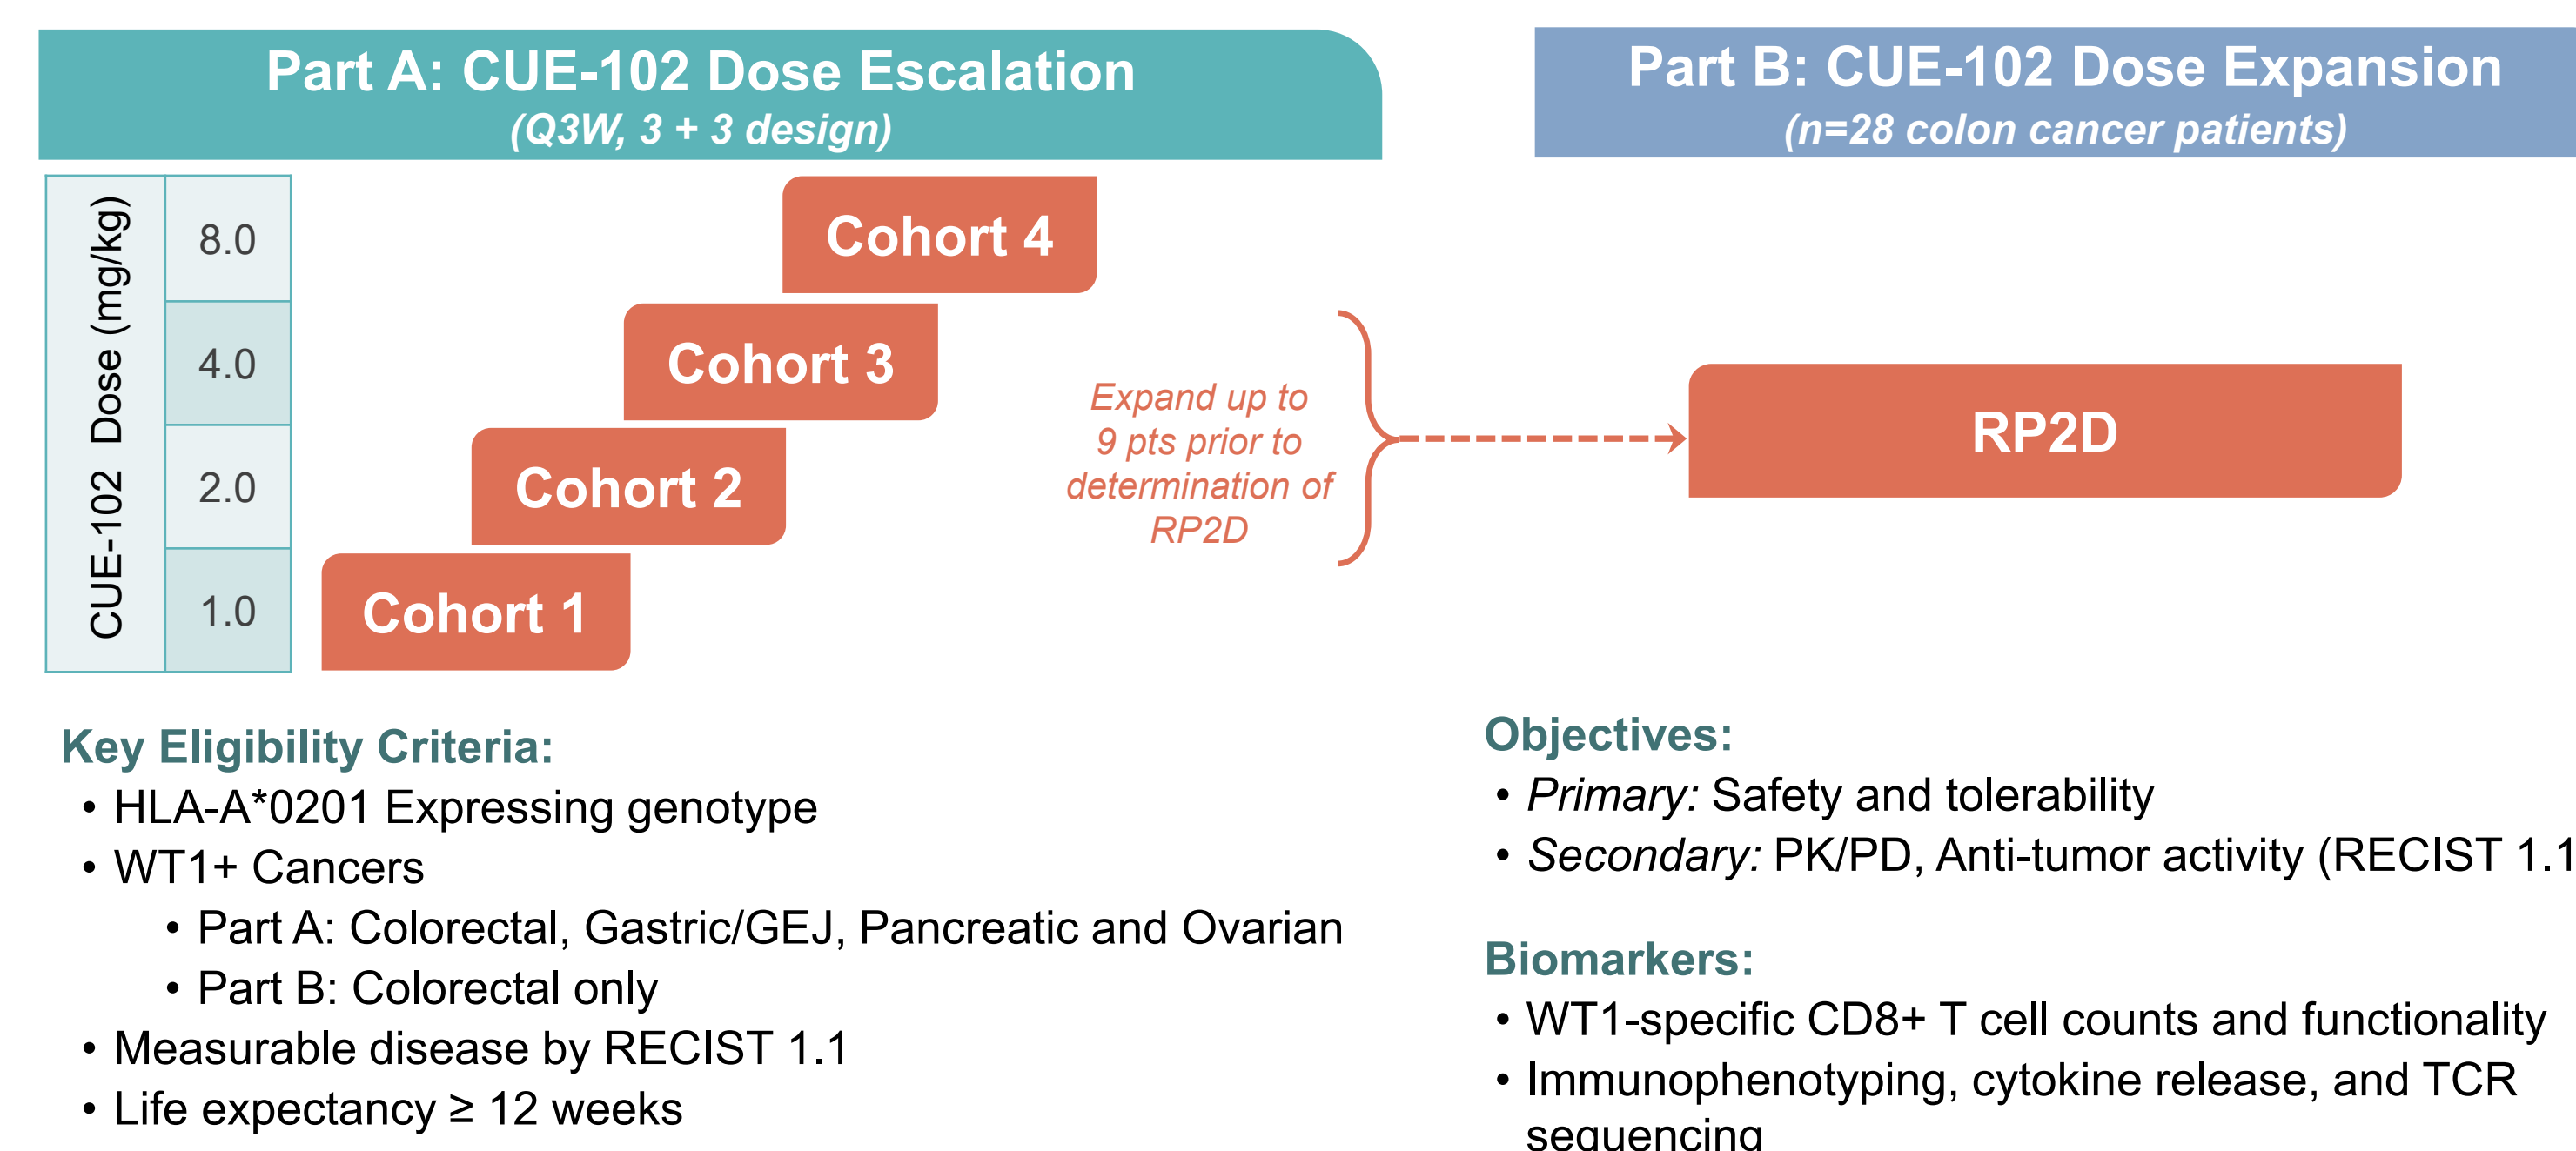 Part A: CUE-102 Dose Escalation
(Q3W, 3 + 3 design)
Part B: CUE-102 Dose Expansion
(n=28 colon cancer patients)
CUE-102 Dose (mg/kg)
8.0
4.0
2.0
1.0
Cohort 4
Cohort 3
Cohort 2
Cohort 1
Expand up to
9 pts prior to
determination of
RP2D
RP2D
Key Eligibility Criteria:
• HLA-A*0201 Expressing genotype
• WT1+ Cancers
• Part A: Colorectal, Gastric/GEJ, Pancreatic and Ovarian
• Part B: Colorectal only
• Measurable disease by RECIST 1.1
• Life expectancy ≥ 12 weeks
Objectives:
• Primary: Safety and tolerability
• Secondary: PK/PD, Anti-tumor activity (RECIST 1.1
Biomarkers:
• WT1-specific CD8+ T cell counts and functionality
• Immunophenotyping, cytokine release, and TCR
sequencing